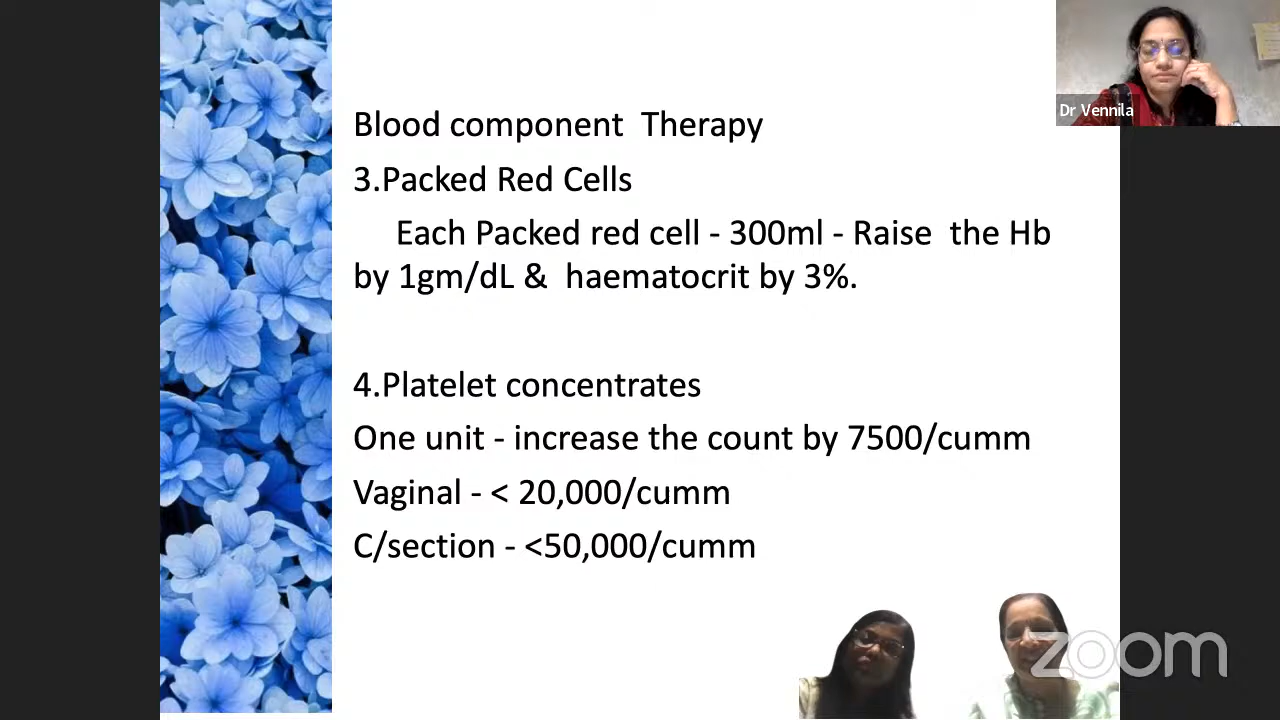 Blood component Therapy
3.Packed Red Cells
Each Packed red cell - 300ml - Raise the Hb
by 1gm/dL & haematocrit by 3%.
4.Platelet concentrates
One unit - increase the count by 7500/cumm
Vaginal - < 20,000/cumm
C/section - <50,000/cumm
Dr Vennila
zoom